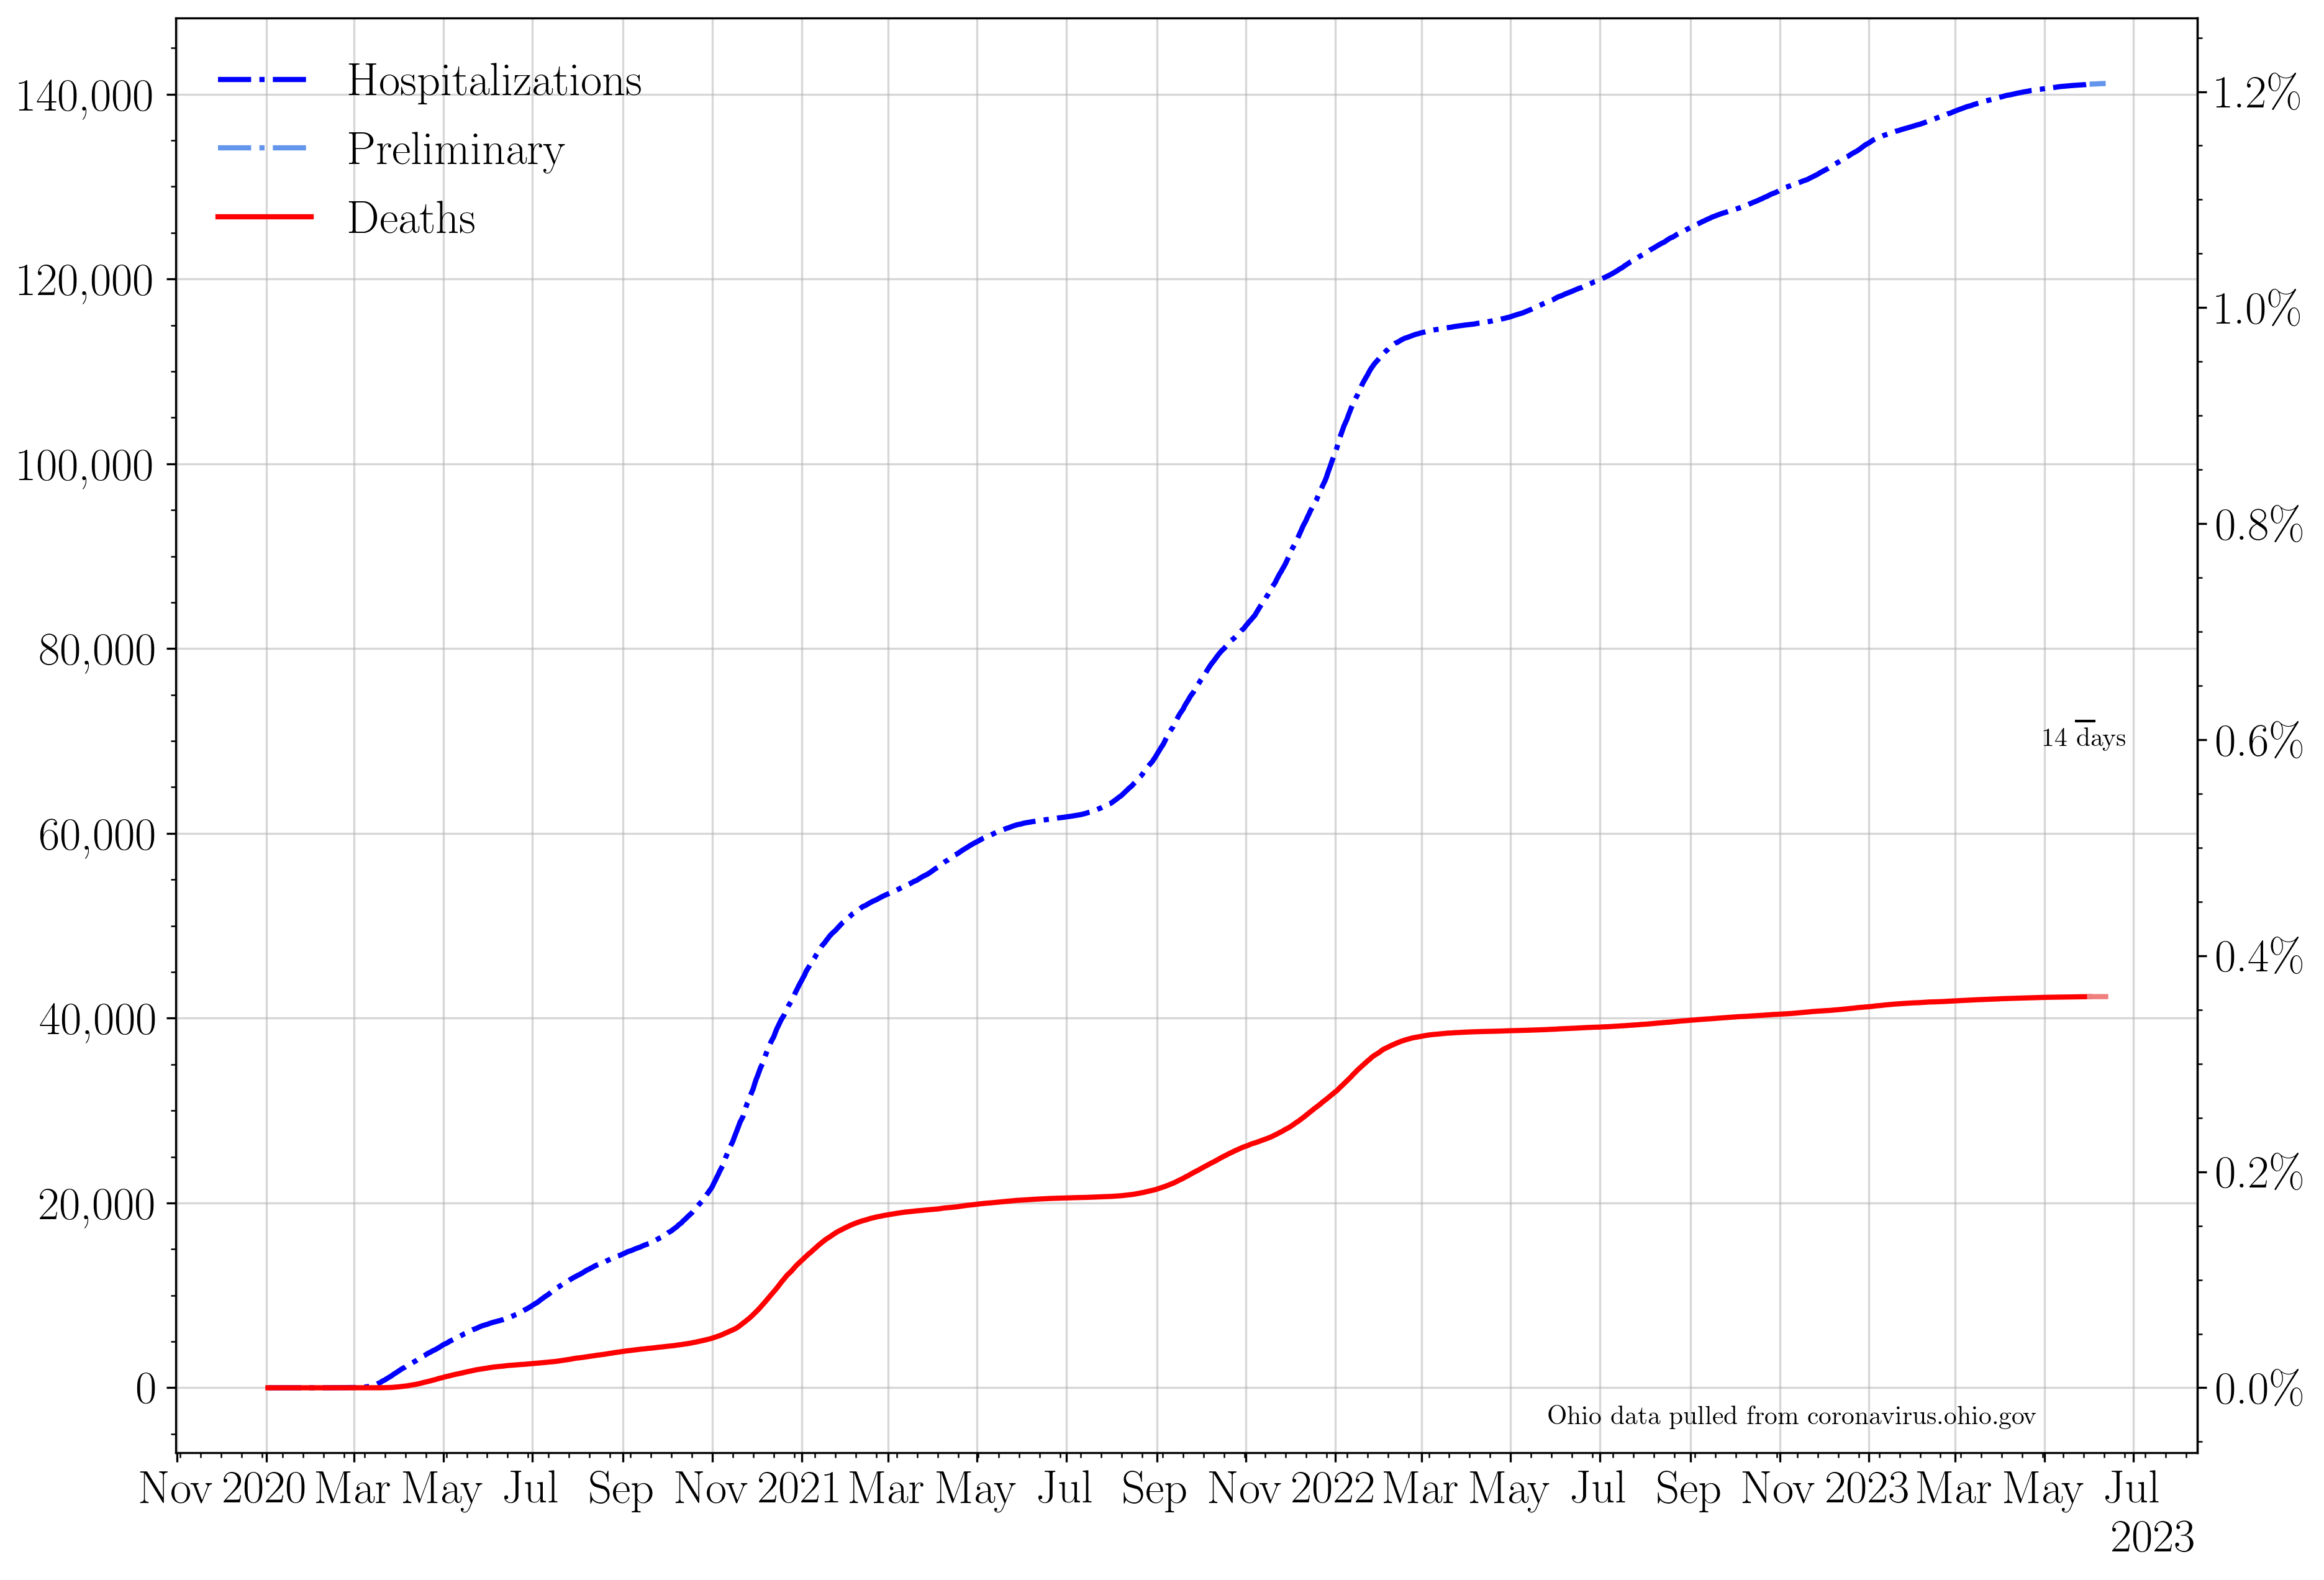 Hospitalizations
Preliminary
Deaths
140,000
120,000
100,000
80,000
60,000
40,000
20,000
0
1.2%
1.0%
0.8%
0.6%
0.4%
0.2%
0.0%
14 days
Ohio data pulled from coronavirus.ohio.gov
Nov 2020 Mar May Jul Sep Nov 2021 Mar May Jul Sep Nov 2022 Mar May Jul Sep Nov 2023 Mar May Jul
2023